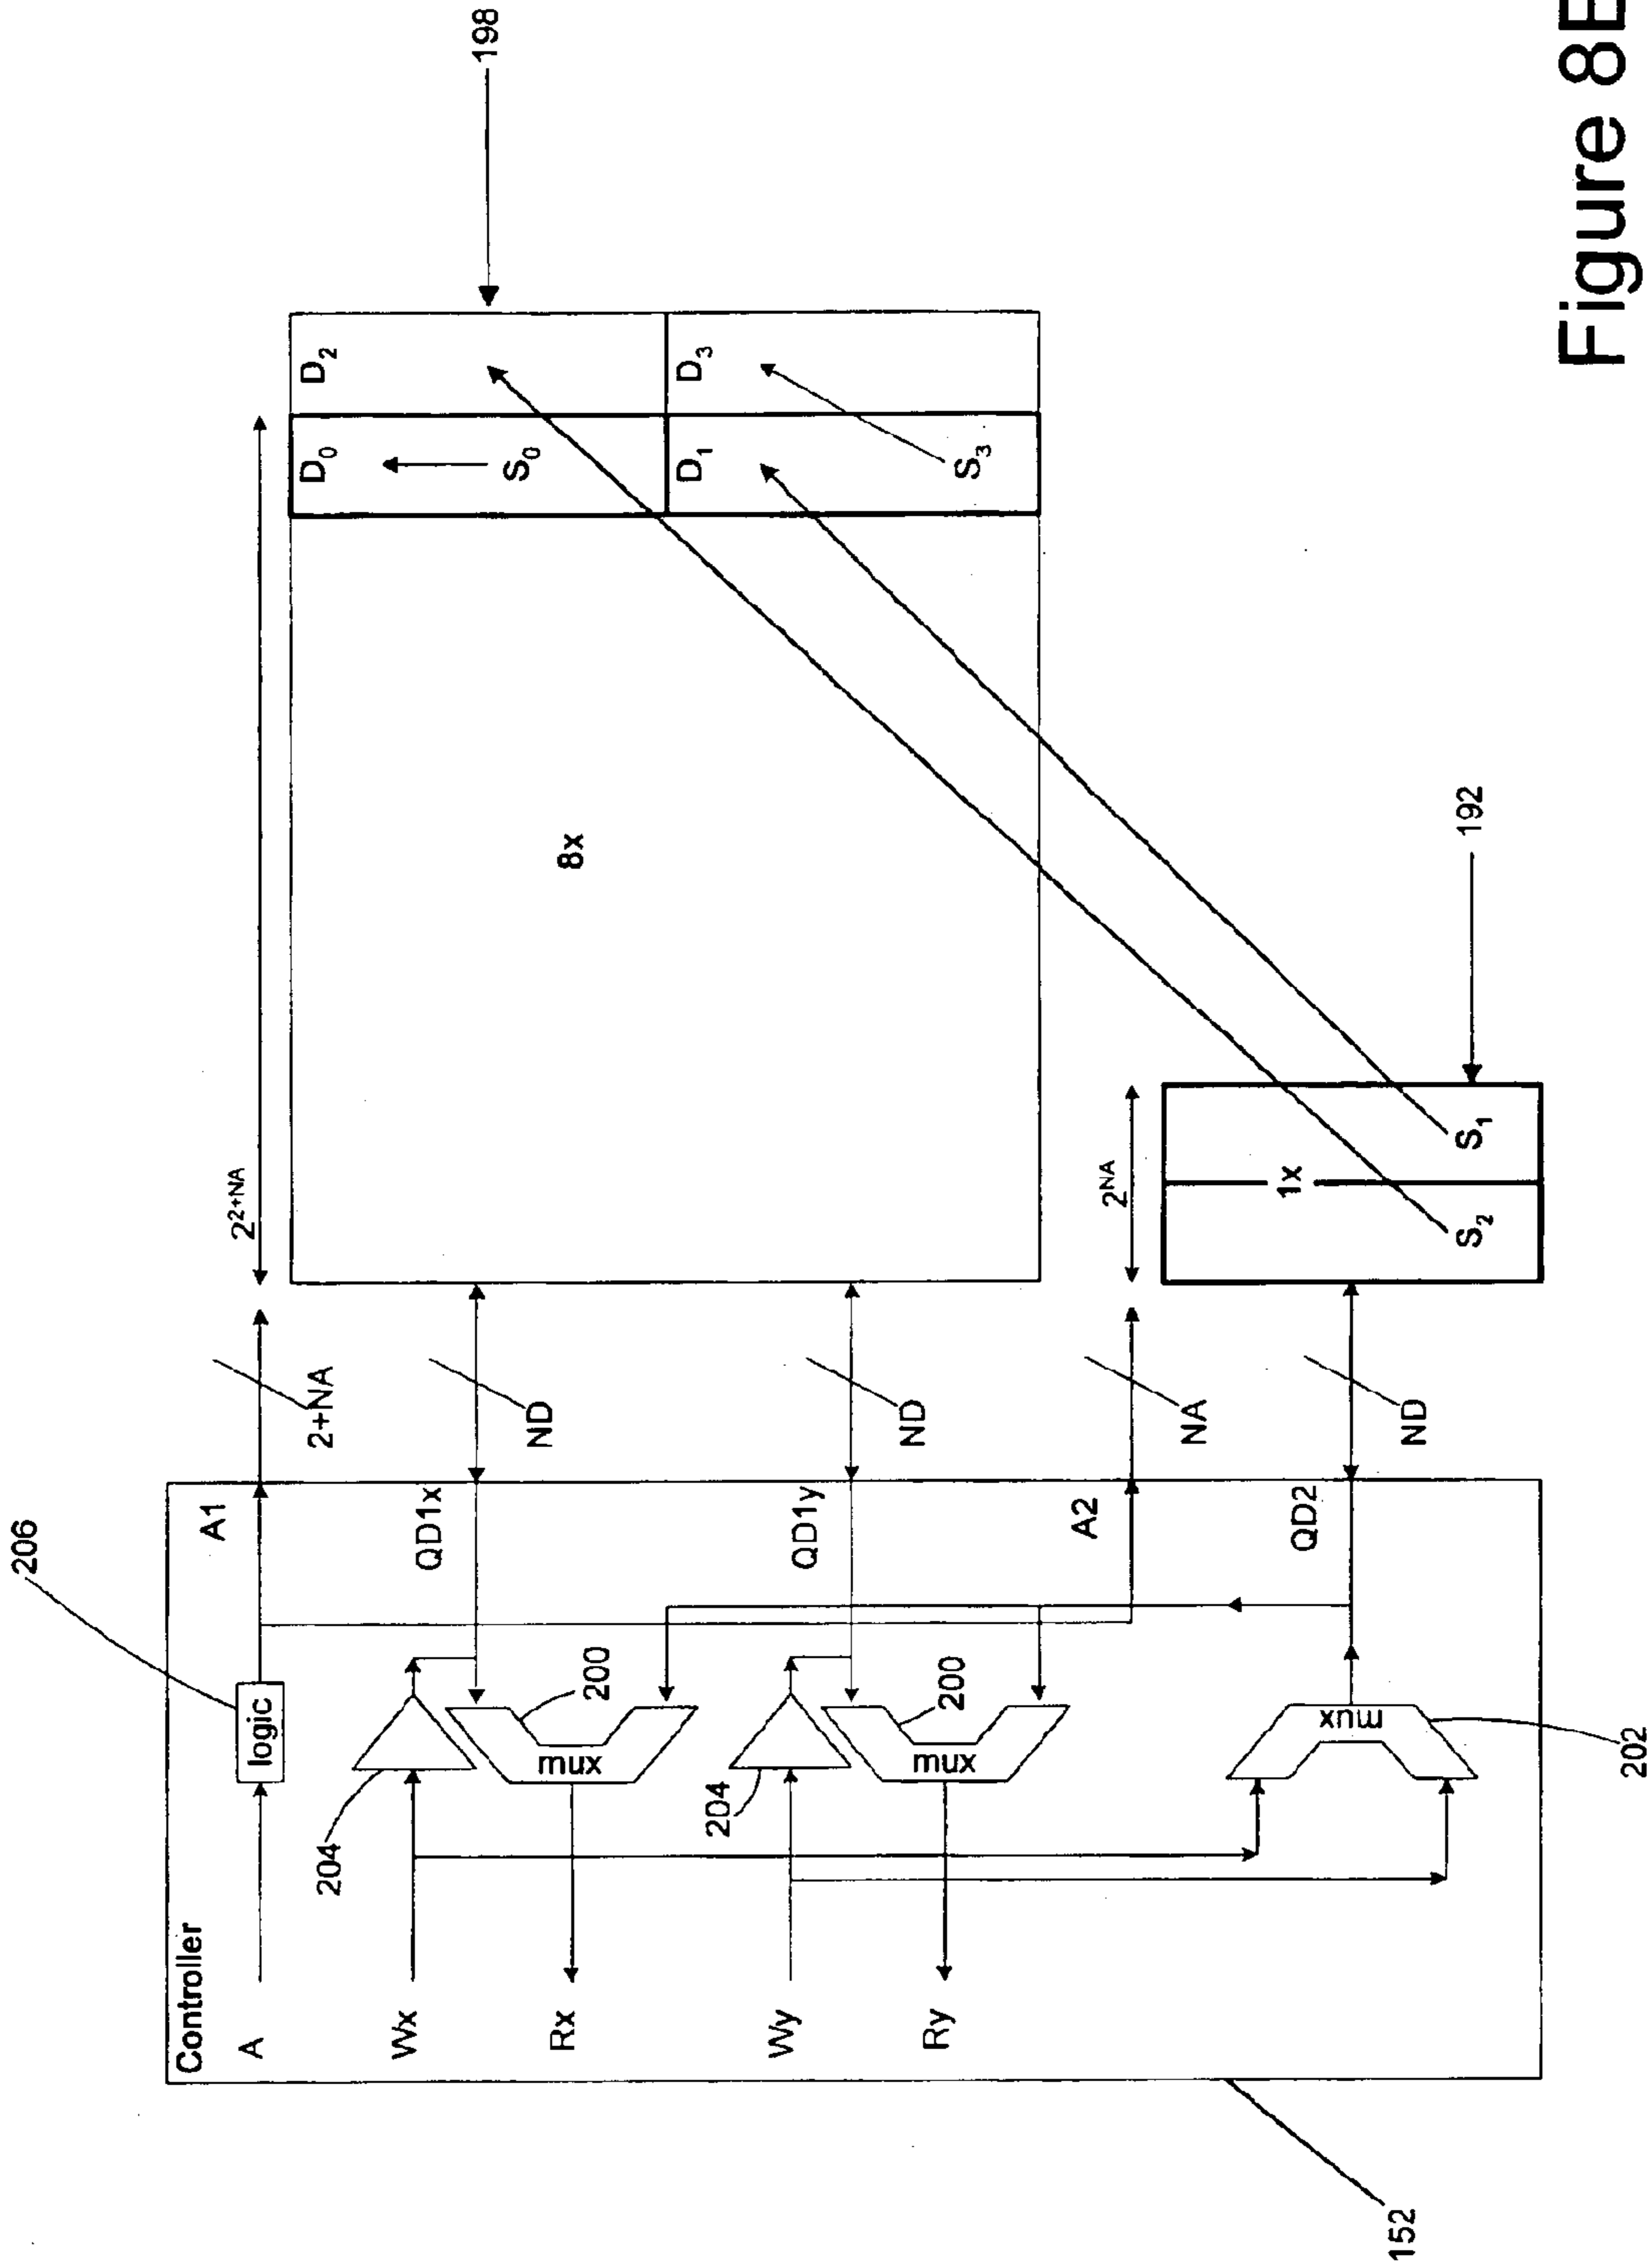 206
198
Controller
A
logic
A1
2+NA
2^{2+NA}
204
Wx
QD1x
ND
D₀
D₂
S₀
Rx
mux
200
8x
204
Wy
QD1y
ND
D₁
D₃
S₃
Ry
mux
200
A2
NA
2^{NA}
1x
192
mux
QD2
ND
S₂
S₁
202
152
Figure 8E